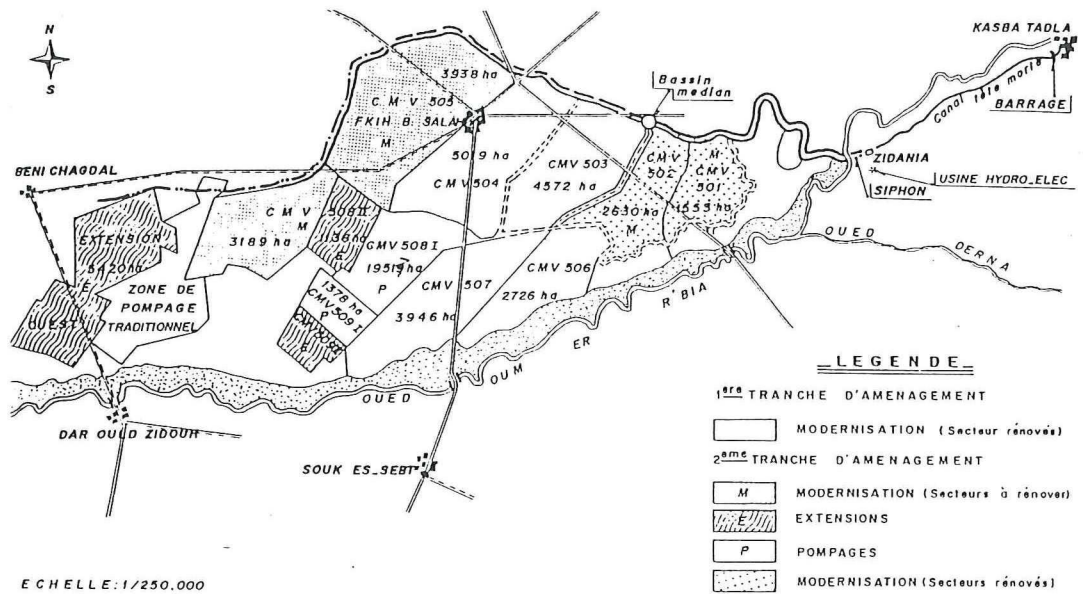 N
S
KASBA TADLA
Canal tête morte
BARRAGE
3938 ha
C M V 505
FKIH B. SALAH
M
Bassin
median
ZIDANIA
USINE HYDRO_ELEC
SIPHON
BENI CHAGDAL
5019 ha
CMV 504
CMV 503
4572 ha
CMV
502
2630 ha
M
M
CMV
501
1555 ha
OUED
DERNA
EXTENSION
5420 ha
E
OUEST
ZONE DE
POMPAGE
TRADITIONNEL
C M V 508 II
M
3189 ha
E
CMV 508 I
P
1378 ha
CMV 509 I
P
E
CMV 507
3946 ha
CMV 506
2726 ha
OUED
OUM
ER
R'BIA
DAR OULD ZIDOUH
SOUK ES_SEBT
LEGENDE
1ere TRANCHE D'AMENAGEMENT
MODERNISATION (Secteur rénovés)
2eme TRANCHE D'AMENAGEMENT
M MODERNISATION (Secteurs à rénover)
E EXTENSIONS
P POMPAGES
MODERNISATION (Secteurs rénovés)
ECHELLE: 1/250.000